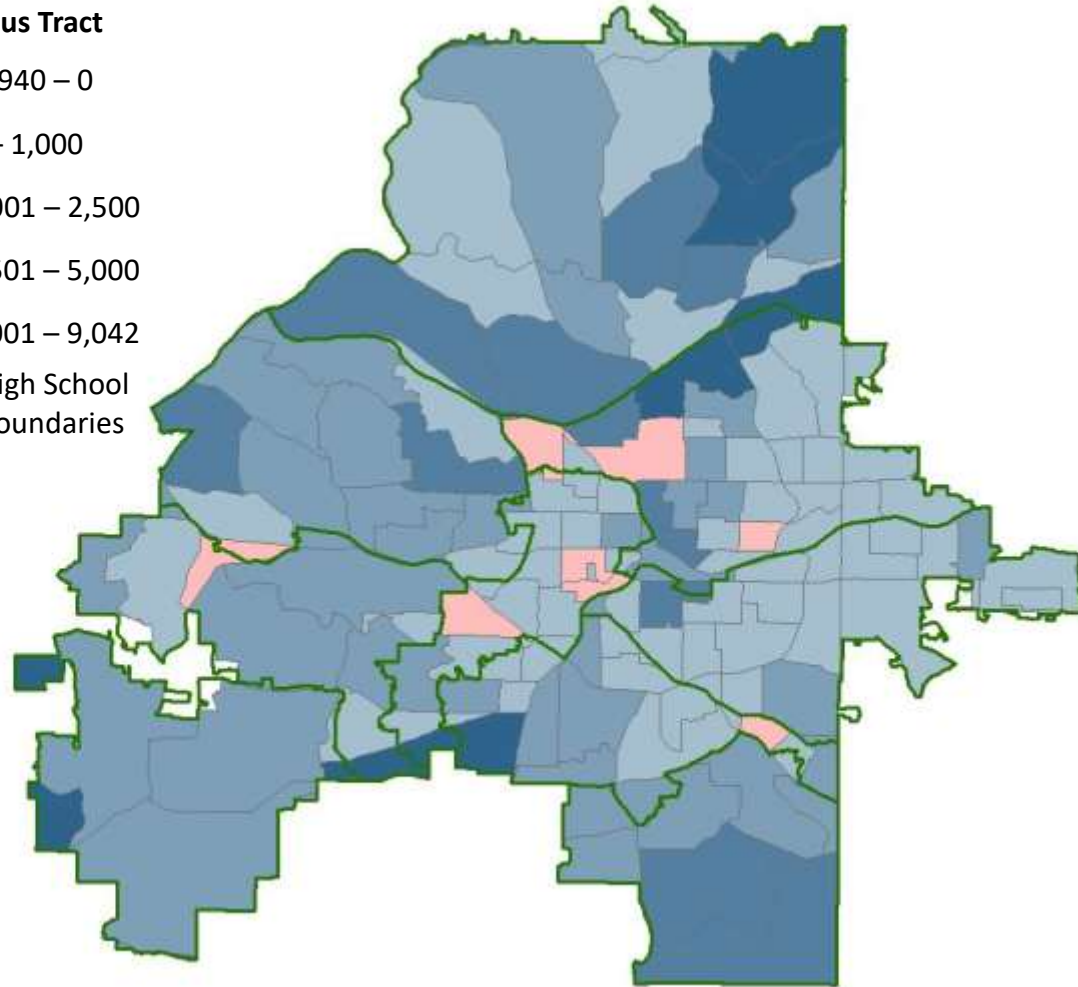 us Tract
940 – 0
– 1,000
001 – 2,500
501 – 5,000
001 – 9,042
igh School
oundaries